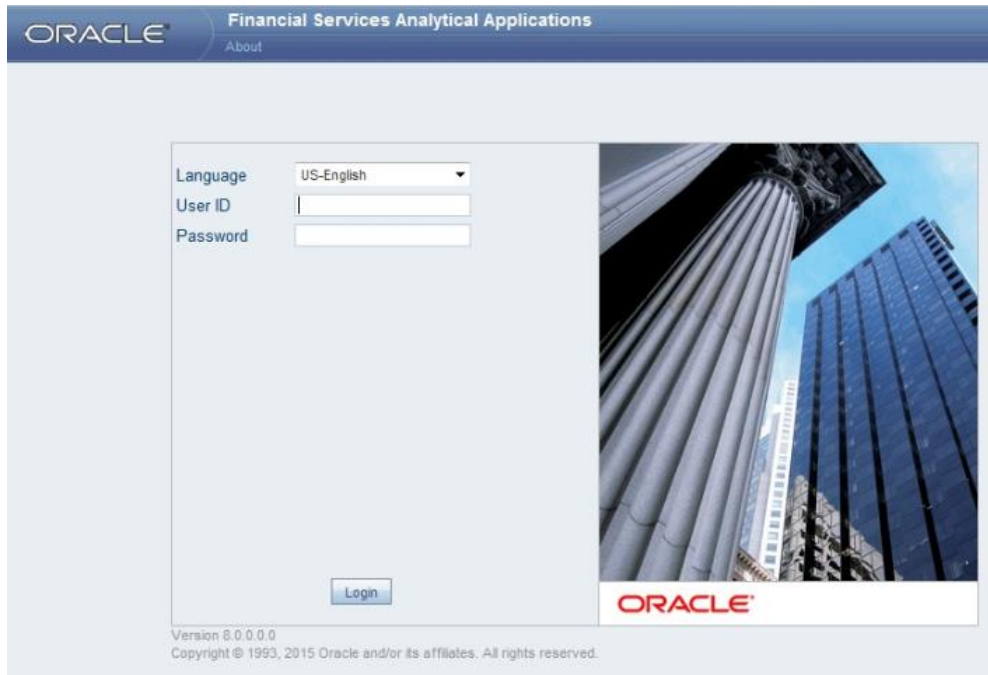 ORACLE
Financial Services Analytical Applications
About
Language US-English
User ID
Password
Login
ORACLE
Version 8.0.0.0.0
Copyright © 1993, 2015 Oracle and/or its affiliates. All rights reserved.